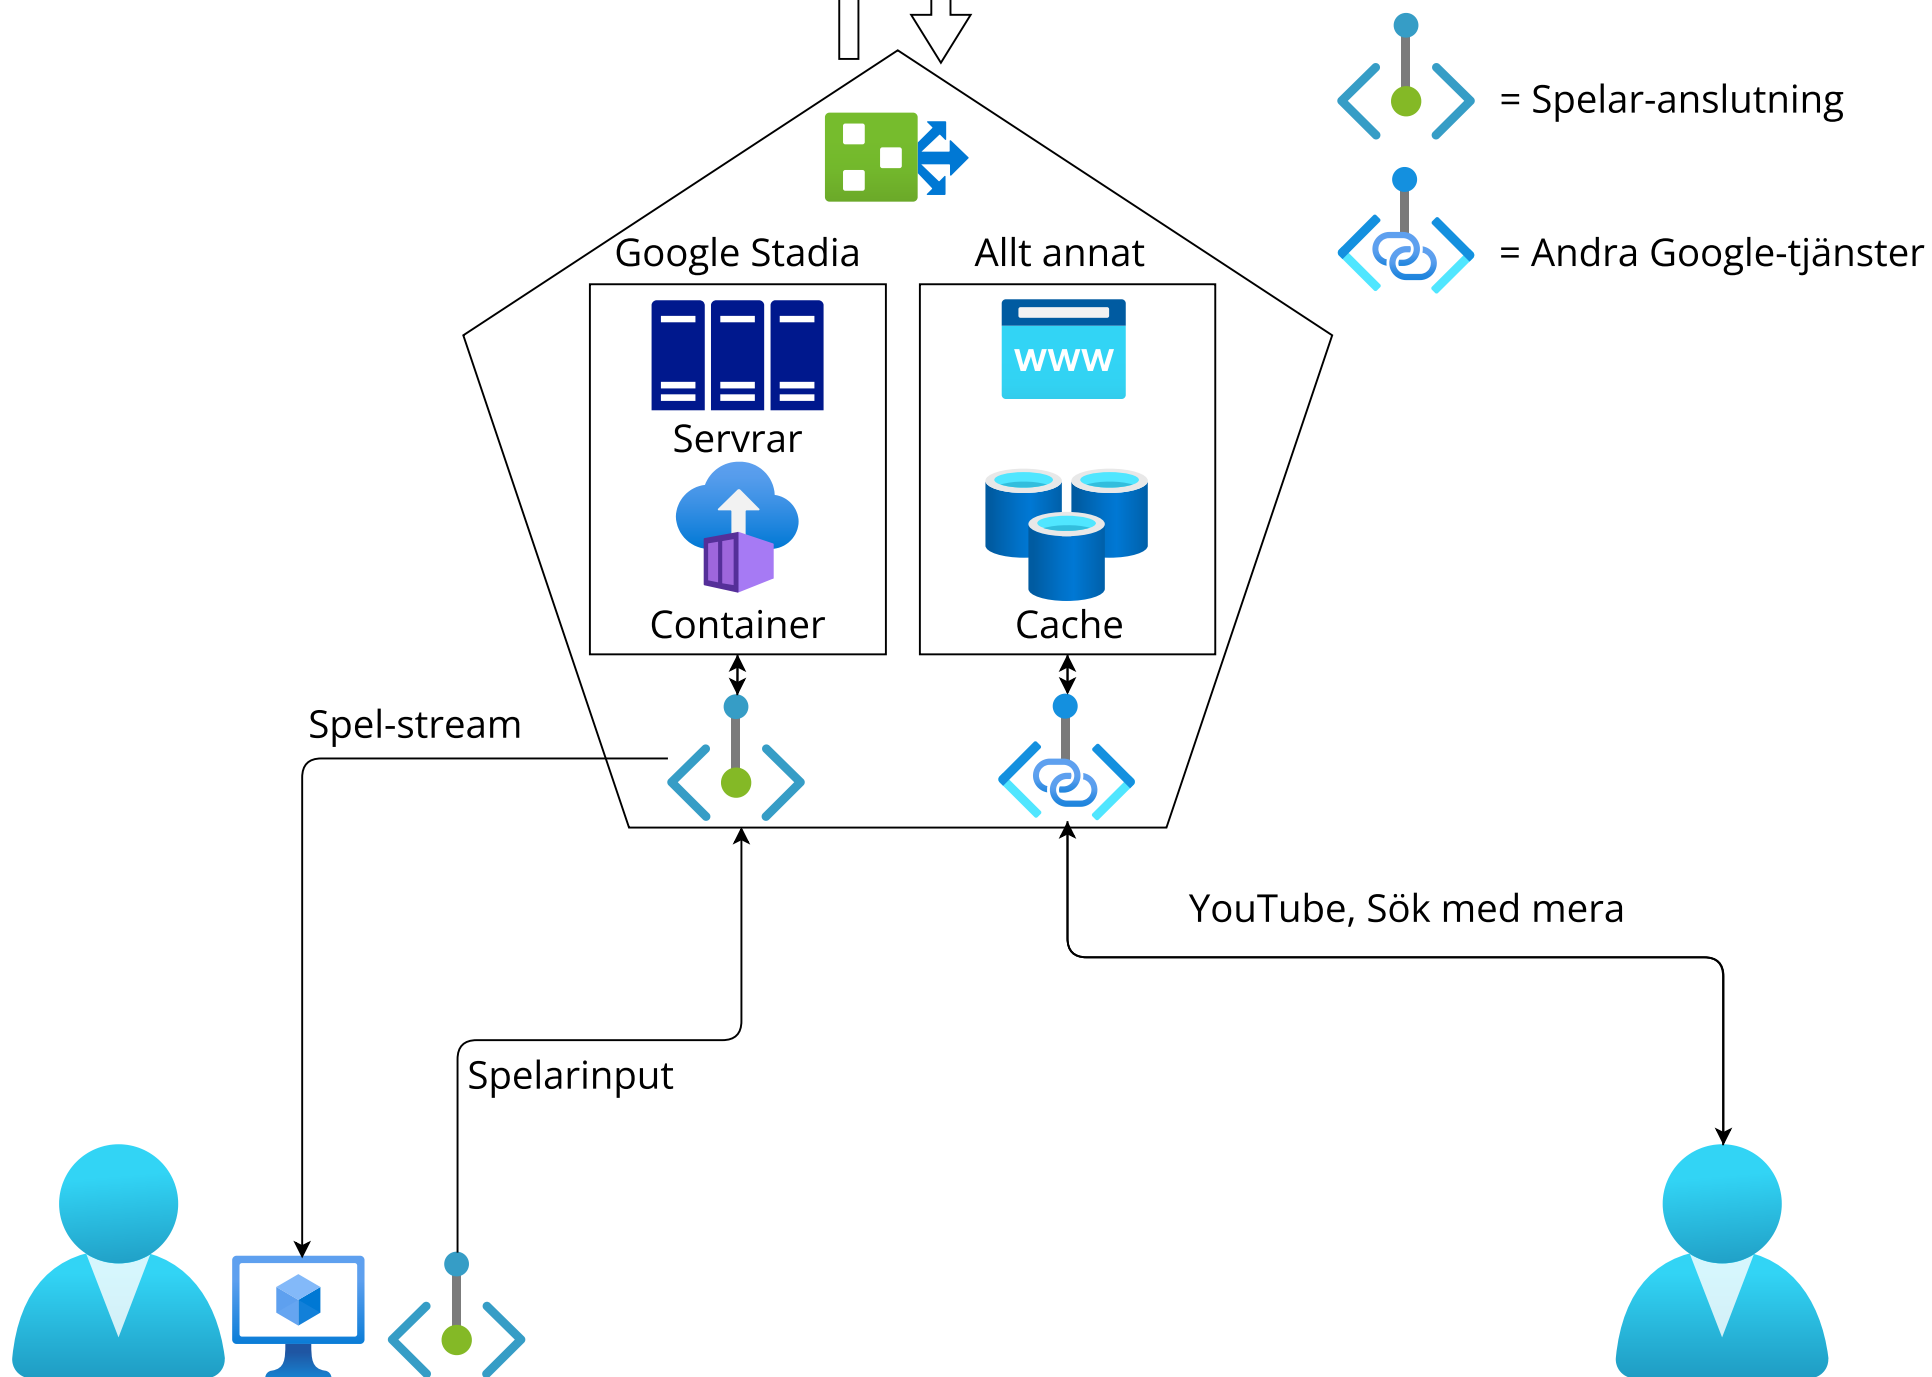 = Spelar-anslutning
= Andra Google-tjänster
Google Stadia
Allt annat
www
Servrar
Container
Cache
Spel-stream
YouTube, Sök med mera
Spelarinput